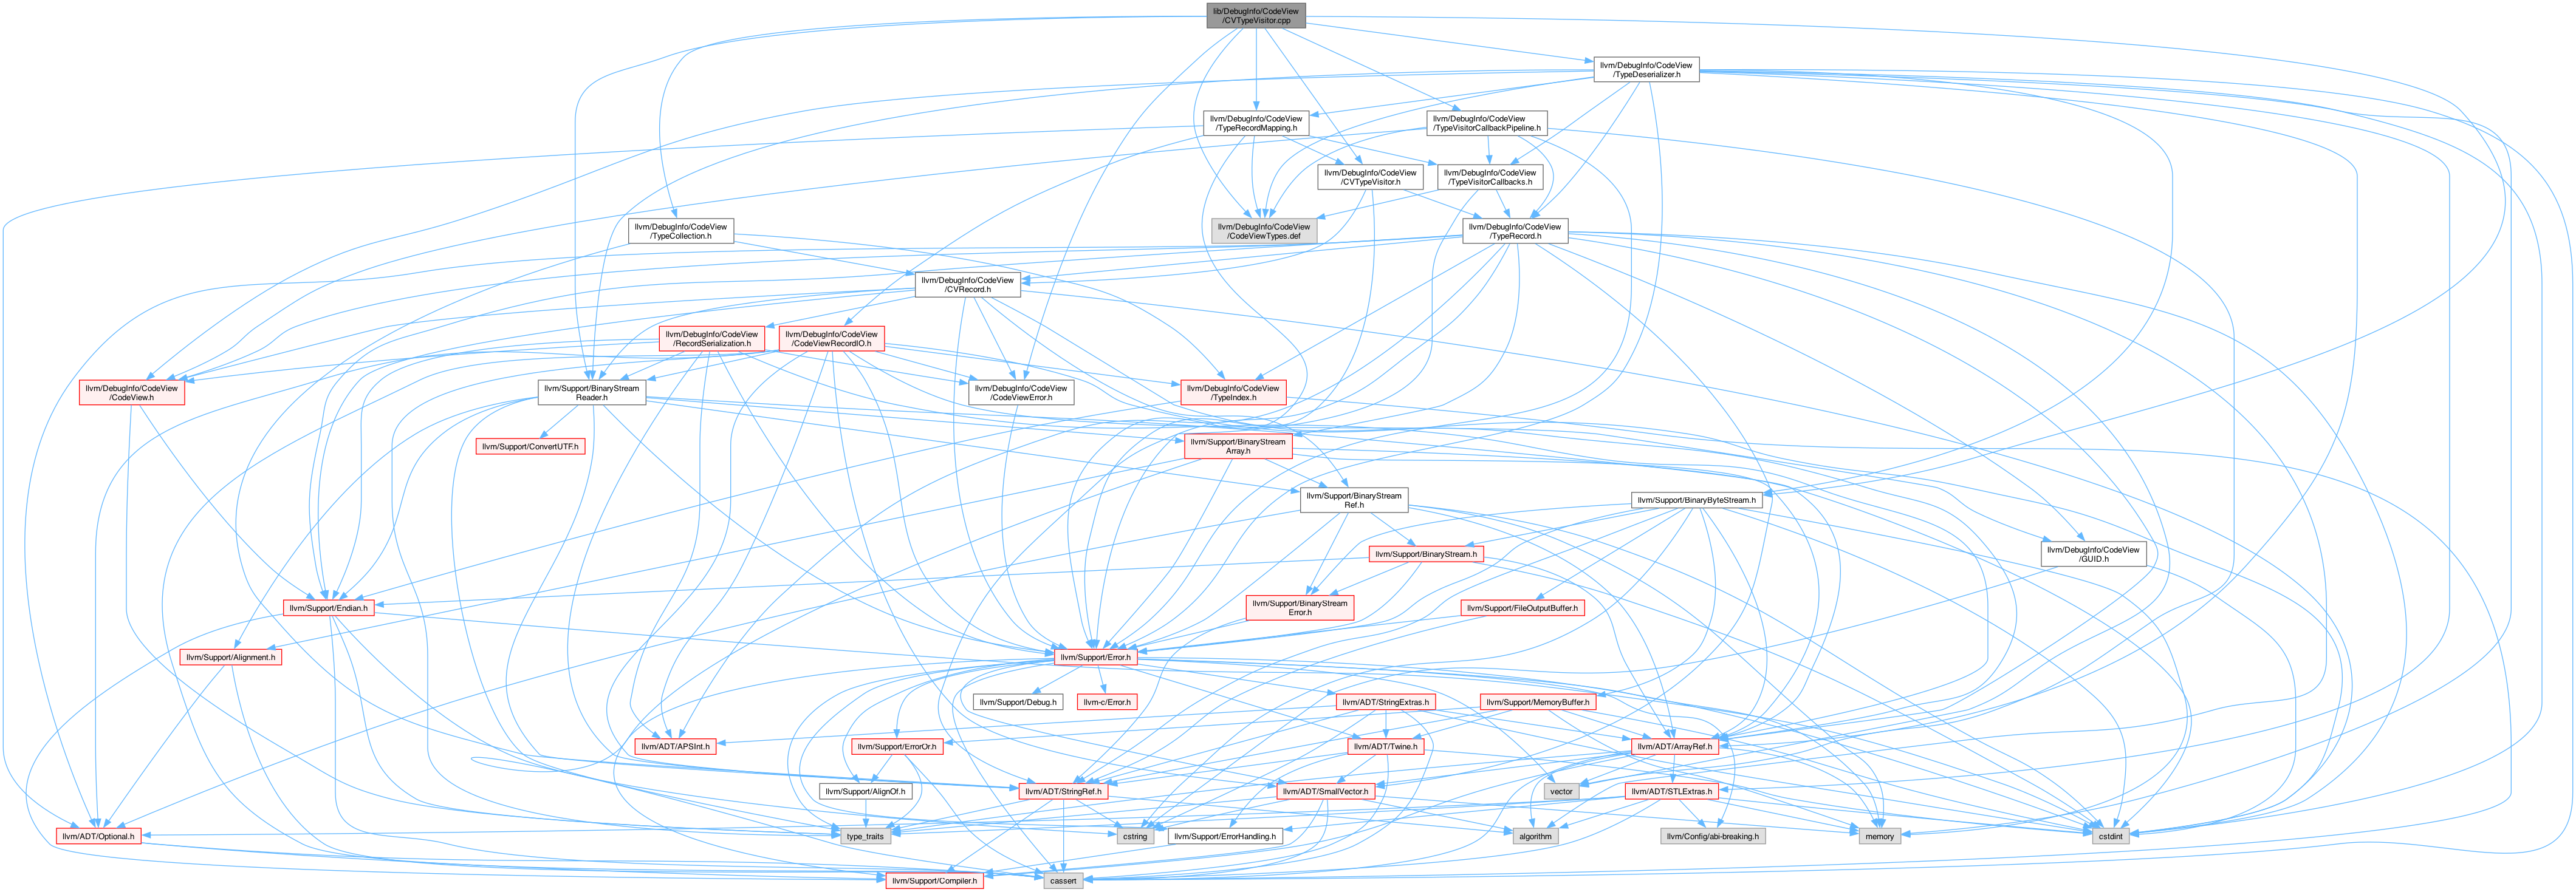 lib/DebugInfo/CodeView
/CVTypeVisitor.cpp
llvm/DebugInfo/CodeView
/TypeDeserializer.h
llvm/DebugInfo/CodeView
/TypeRecordMapping.h
llvm/DebugInfo/CodeView
/TypeVisitorCallbackPipeline.h
llvm/DebugInfo/CodeView
/CVTypeVisitor.h
llvm/DebugInfo/CodeView
/TypeVisitorCallbacks.h
llvm/DebugInfo/CodeView
/TypeCollection.h
llvm/DebugInfo/CodeView
/CodeViewTypes.def
llvm/DebugInfo/CodeView
/TypeRecord.h
llvm/DebugInfo/CodeView
/CVRecord.h
llvm/DebugInfo/CodeView
/RecordSerialization.h
llvm/DebugInfo/CodeView
/CodeViewRecordIO.h
llvm/DebugInfo/CodeView
/CodeView.h
llvm/Support/BinaryStream
Reader.h
llvm/DebugInfo/CodeView
/CodeViewError.h
llvm/DebugInfo/CodeView
/TypeIndex.h
llvm/Support/ConvertUTF.h
llvm/Support/BinaryStream
Array.h
llvm/Support/BinaryStream
Ref.h
llvm/Support/BinaryByteStream.h
llvm/Support/BinaryStream.h
llvm/DebugInfo/CodeView
/GUID.h
llvm/Support/Endian.h
llvm/Support/BinaryStream
Error.h
llvm/Support/FileOutputBuffer.h
llvm/Support/Alignment.h
llvm/Support/Error.h
llvm/Support/Debug.h
llvm-c/Error.h
llvm/ADT/StringExtras.h
llvm/Support/MemoryBuffer.h
llvm/ADT/APSInt.h
llvm/Support/ErrorOr.h
llvm/ADT/Twine.h
llvm/ADT/ArrayRef.h
llvm/Support/AlignOf.h
llvm/ADT/StringRef.h
llvm/ADT/SmallVector.h
vector
llvm/ADT/STLExtras.h
llvm/ADT/Optional.h
type_traits
cstring
llvm/Support/ErrorHandling.h
algorithm
llvm/Config/abi-breaking.h
memory
cstdint
llvm/Support/Compiler.h
cassert